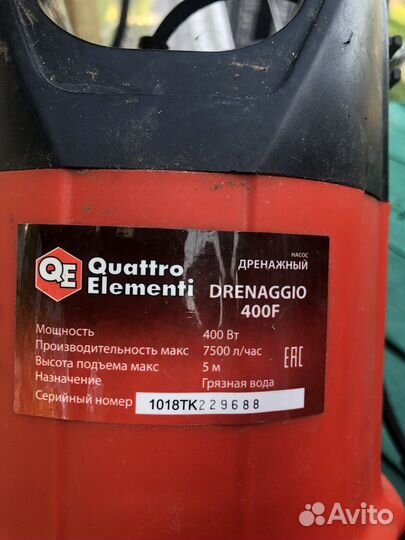 НАСОС
ДРЕНАЖНЫЙ
QE Quattro Elementi
DRENAGGIO
400F
Мощность 400 Вт
Производительность макс 7500 л/час
Высота подъема макс 5 м
Назначение Грязная вода
Серийный номер 1018TK229688
EAC
Avito